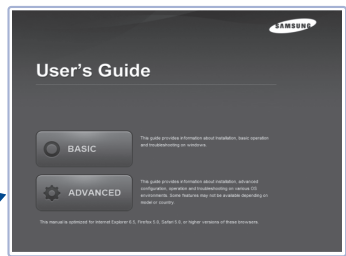 SAMSUNG
User's Guide
BASIC
This guide provides information about Installation, basic operation
and troubleshooting on windows.
ADVANCED
This guide provides information about installation, advanced
configuration, operation and troubleshooting on various OS
environments. Some features may not be available depending on
model or country.
This manual is optimized for Internet Explorer 6.0, Firefox 5.0, Safari 5.0, or higher versions of these browsers.